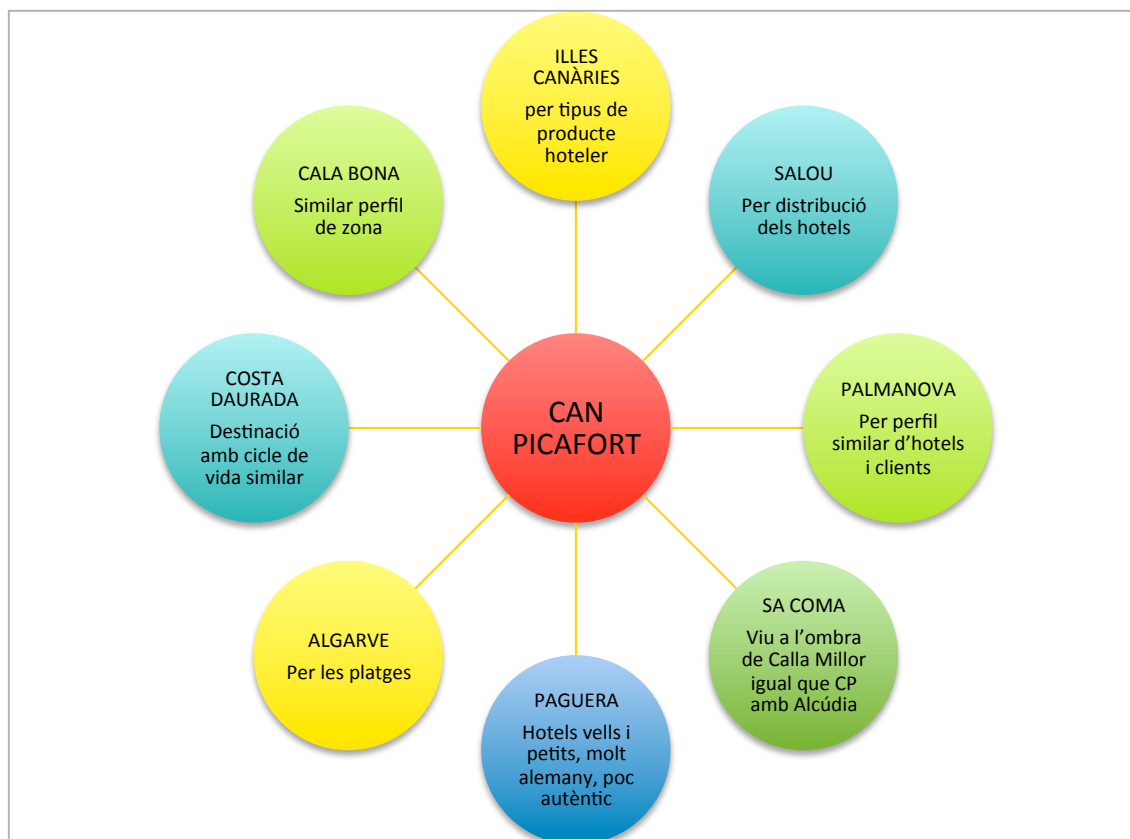 ILLES
CANÀRIES
per tipus de
producte
hoteler
SALOU
Per distribució
dels hotels
PALMANOVA
Per perfil
similar d’hotels
i clients
SA COMA
Viu a l’ombra
de Calla Millor
igual que CP
amb Alcúdia
PAGUERA
Hotels vells i
petits, molt
alemany, poc
autèntic
ALGARVE
Per les platges
COSTA
DAURADA
Destinació
amb cicle de
vida similar
CALA BONA
Similar perfil
de zona
CAN
PICAFORT